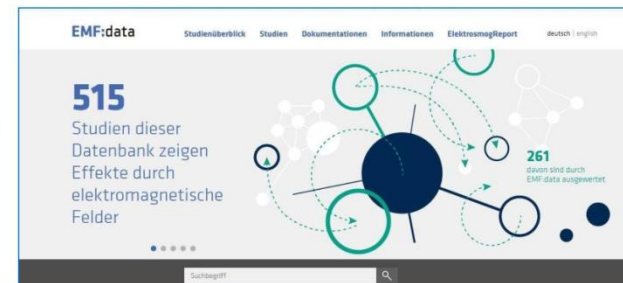 EMF:data
Studienüberblick Studien Dokumentationen Informationen ElektrosmogReport deutsch | english
515
Studien dieser
Datenbank zeigen
Effekte durch
elektromagnetische
Felder
261
davon sind durch
EMF:data ausgewertet
Suchbegriff